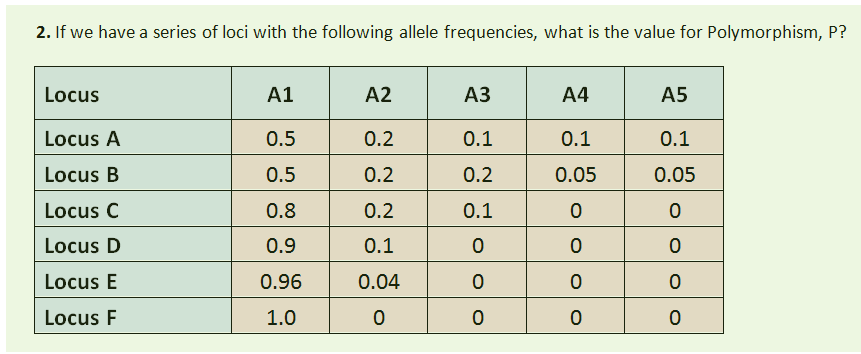 2. If we have a series of loci with the following allele frequencies, what is the value for Polymorphism, P?
Locus A1 A2 A3 A4 A5
Locus A 0.5 0.2 0.1 0.1 0.1
Locus B 0.5 0.2 0.2 0.05 0.05
Locus C 0.8 0.2 0.1 0 0
Locus D 0.9 0.1 0 0 0
Locus E 0.96 0.04 0 0 0
Locus F 1.0 0 0 0 0